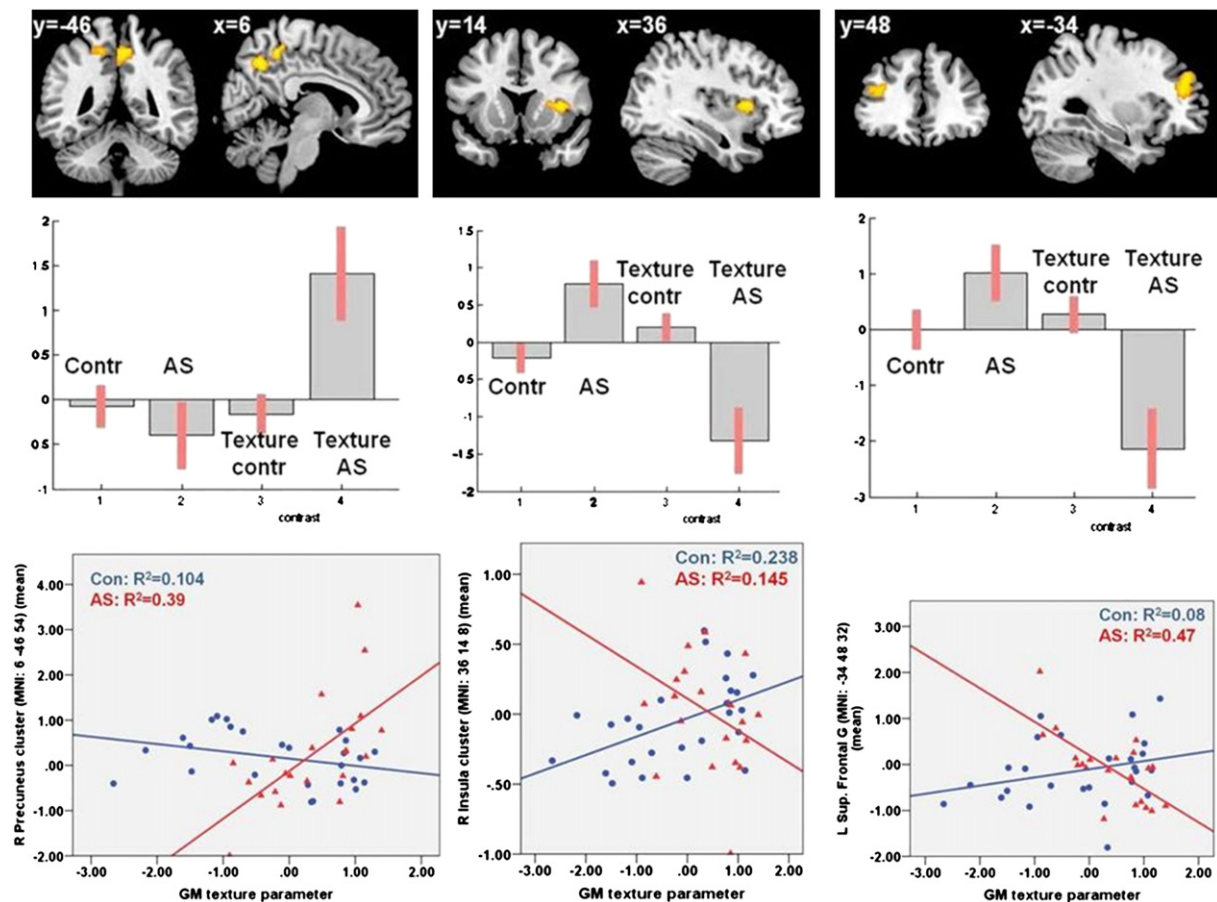 y=-46 x=6 y=14 x=36 y=48 x=-34
2
1.5
1
0.5
0
0.5
-1
Contr
AS
Texture
contr
Texture
AS
1 2 3 4
contrast
1.5
1
0.5
0
0.5
-1
-1.5
-2
Contr
AS
Texture
contr
Texture
AS
1 2 3 4
contrast
2
1
0
-1
-2
-3
Contr
AS
Texture
contr
Texture
AS
1 2 3 4
contrast
R Precuneus cluster (MNI: 6 -46 54) (mean)
4.00
3.00
2.00
1.00
.00
-1.00
-2.00
Con: R²=0.104
AS: R²=0.39
-3.00 -2.00 -1.00 .00 1.00 2.00
GM texture parameter
R Insula cluster (MNI: 36 14 8) (mean)
1.00
.50
.00
-.50
-1.00
Con: R²=0.238
AS: R²=0.145
-3.00 -2.00 -1.00 .00 1.00 2.00
GM texture parameter
L Sup. Frontal G (MNI: -34 48 32)
(mean)
3.00
2.00
1.00
.00
-1.00
-2.00
Con: R²=0.08
AS: R²=0.47
-3.00 -2.00 -1.00 .00 1.00 2.00
GM texture parameter